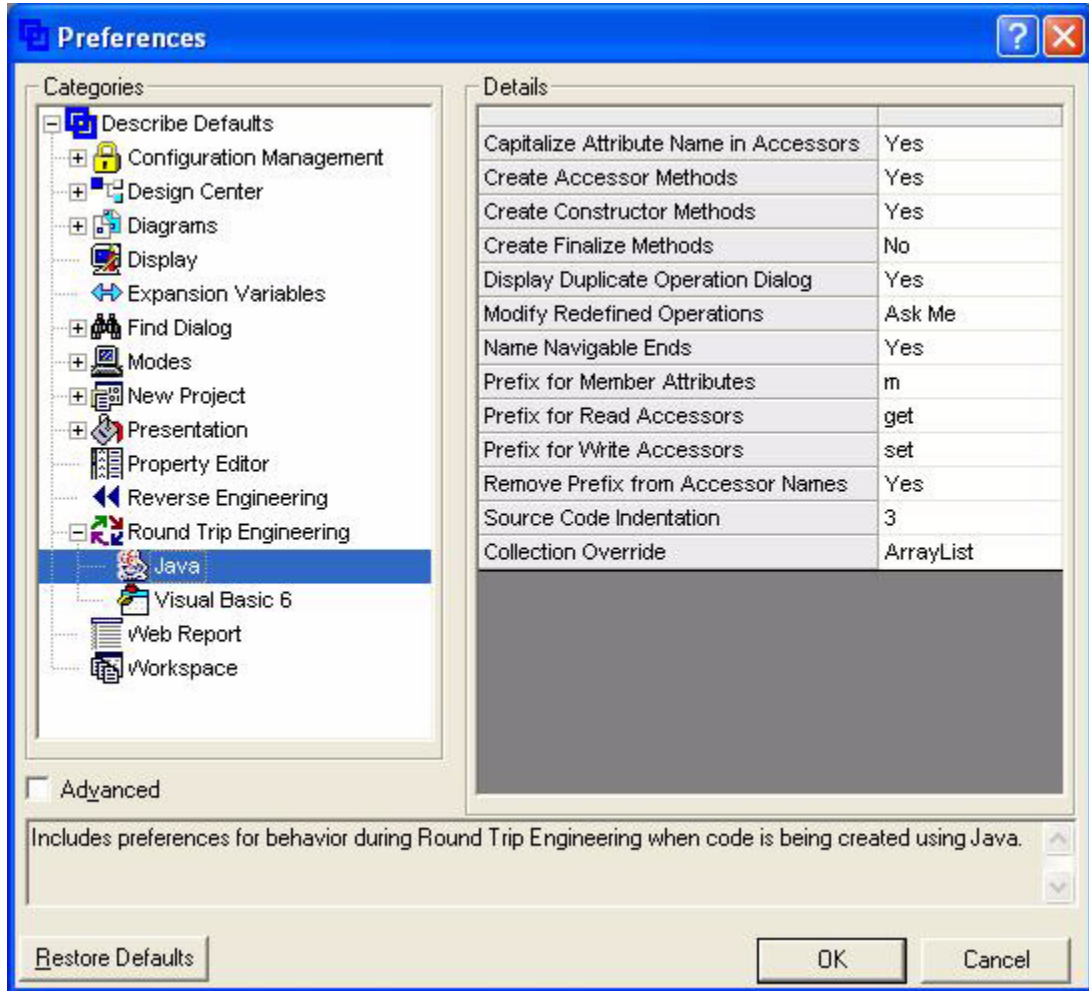 Preferences
Categories
Describe Defaults
Configuration Management
Design Center
Diagrams
Display
Expansion Variables
Find Dialog
Modes
New Project
Presentation
Property Editor
Reverse Engineering
Round Trip Engineering
Java
Visual Basic 6
Web Report
Workspace
Details
Capitalize Attribute Name in Accessors Yes
Create Accessor Methods Yes
Create Constructor Methods Yes
Create Finalize Methods No
Display Duplicate Operation Dialog Yes
Modify Redefined Operations Ask Me
Name Navigable Ends Yes
Prefix for Member Attributes m
Prefix for Read Accessors get
Prefix for Write Accessors set
Remove Prefix from Accessor Names Yes
Source Code Indentation 3
Collection Override ArrayList
Advanced
Includes preferences for behavior during Round Trip Engineering when code is being created using Java.
Restore Defaults
OK
Cancel